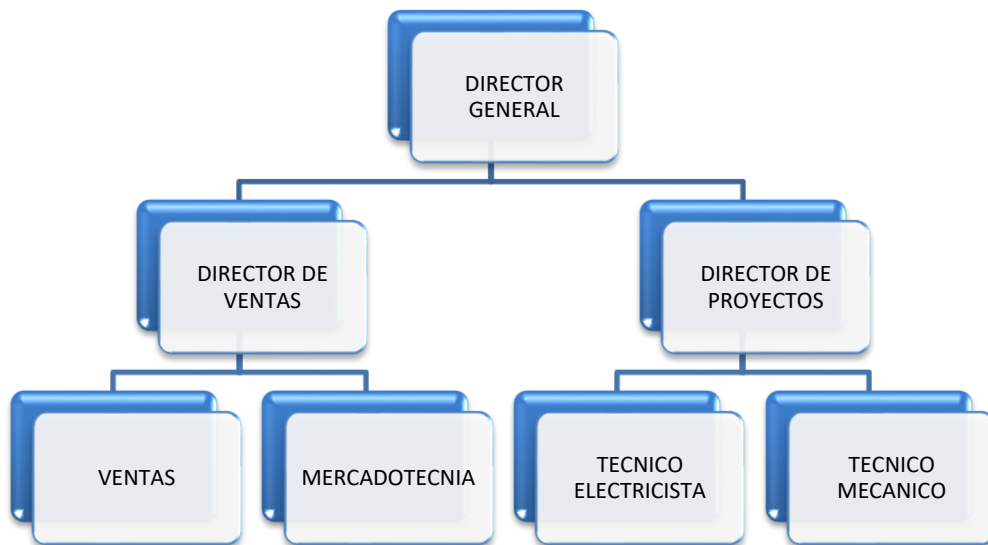 DIRECTOR
GENERAL
DIRECTOR DE
VENTAS
DIRECTOR DE
PROYECTOS
VENTAS
MERCADOTECNIA
TECNICO
ELECTRICISTA
TECNICO
MECANICO